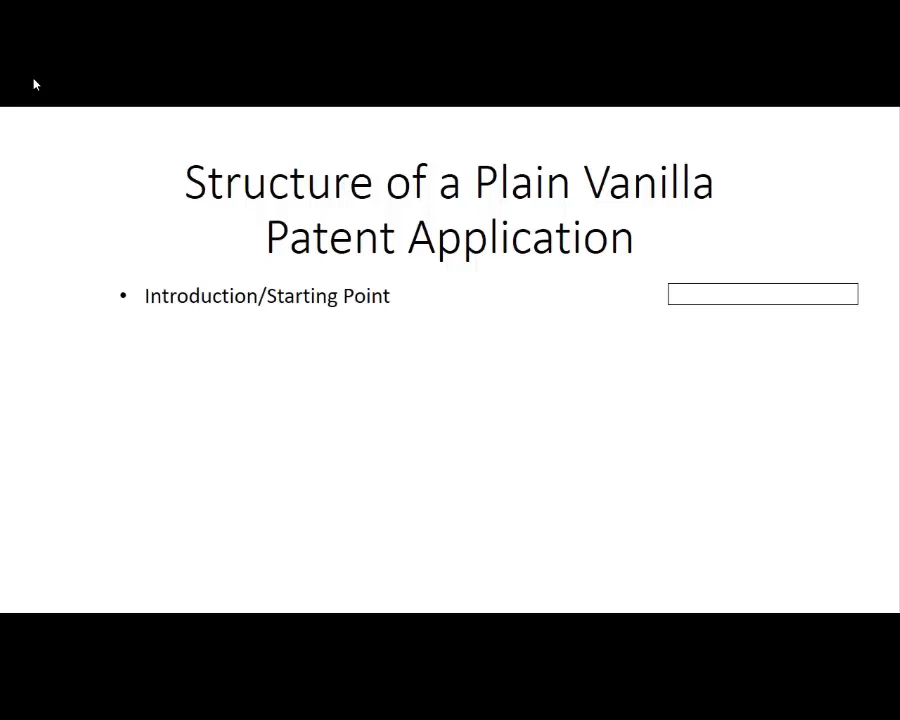 Structure of a Plain Vanilla
Patent Application
• Introduction/Starting Point